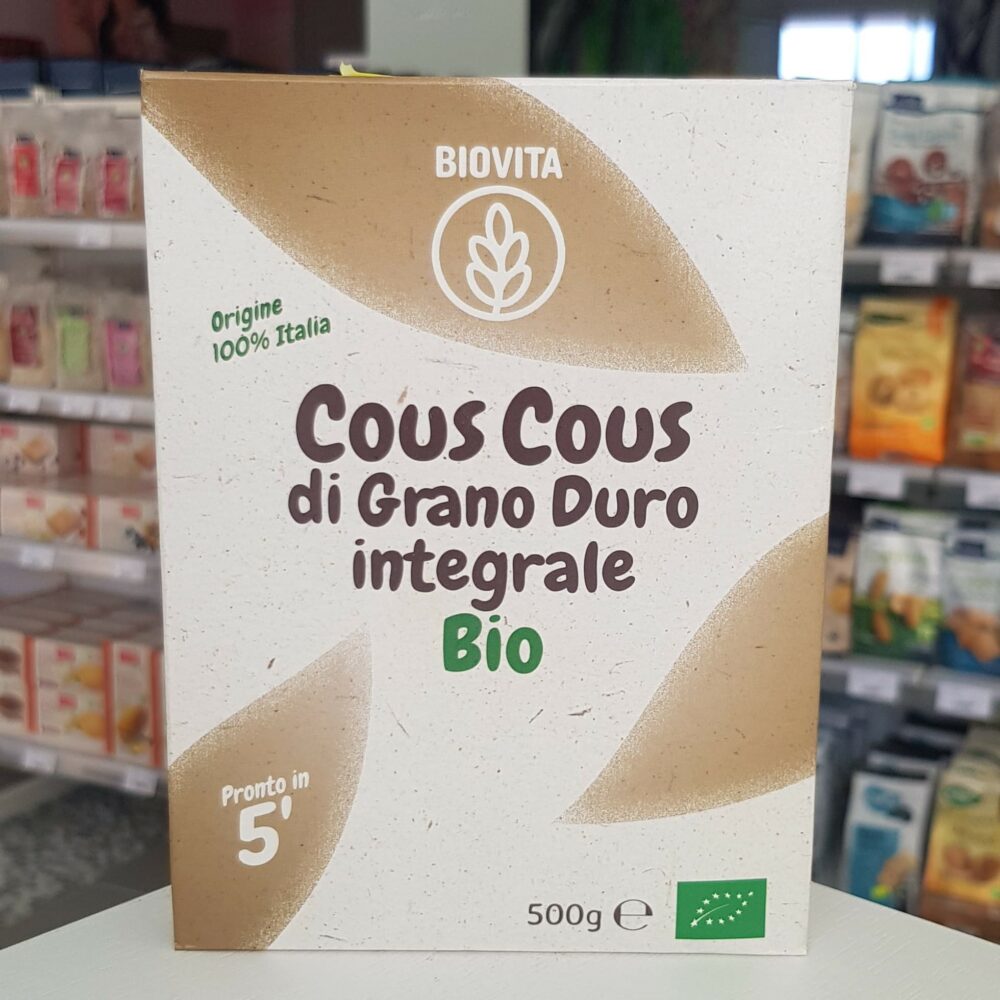 BIOVITA
Origine
100% Italia
Cous Cous
di Grano Duro
integrale
Bio
Pronto in
5'
500g ℮